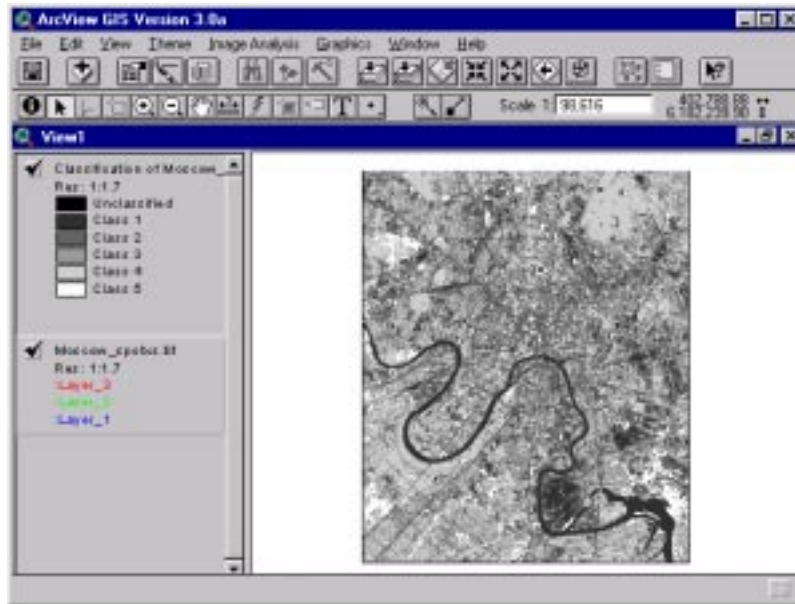 ArcView GIS Version 3.0a
File Edit View Theme Image Analysis Graphics Window Help
Scale 1: 98,616
View1
Classification of Moscow_
Res: 1:1.7
Unclassified
Class 1
Class 2
Class 3
Class 4
Class 5
Res: 1:1.7
:Layer_3
:Layer_2
:Layer_1